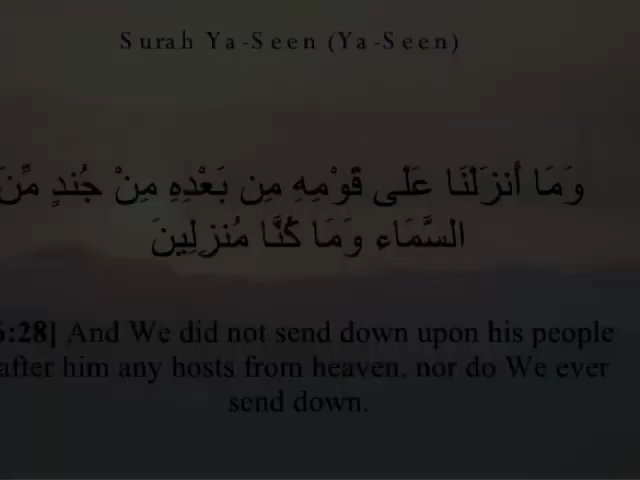 Surah Ya-Seen (Ya-Seen)
وَمَا أَنزَلْنَا عَلَى قَوْمِهِ مِن بَعْدِهِ مِنْ جُندٍ مِّنَ
السَّمَاء وَمَا كُنَّا مُنزِلِينَ
6:28] And We did not send down upon his people
after him any hosts from heaven, nor do We ever
send down.